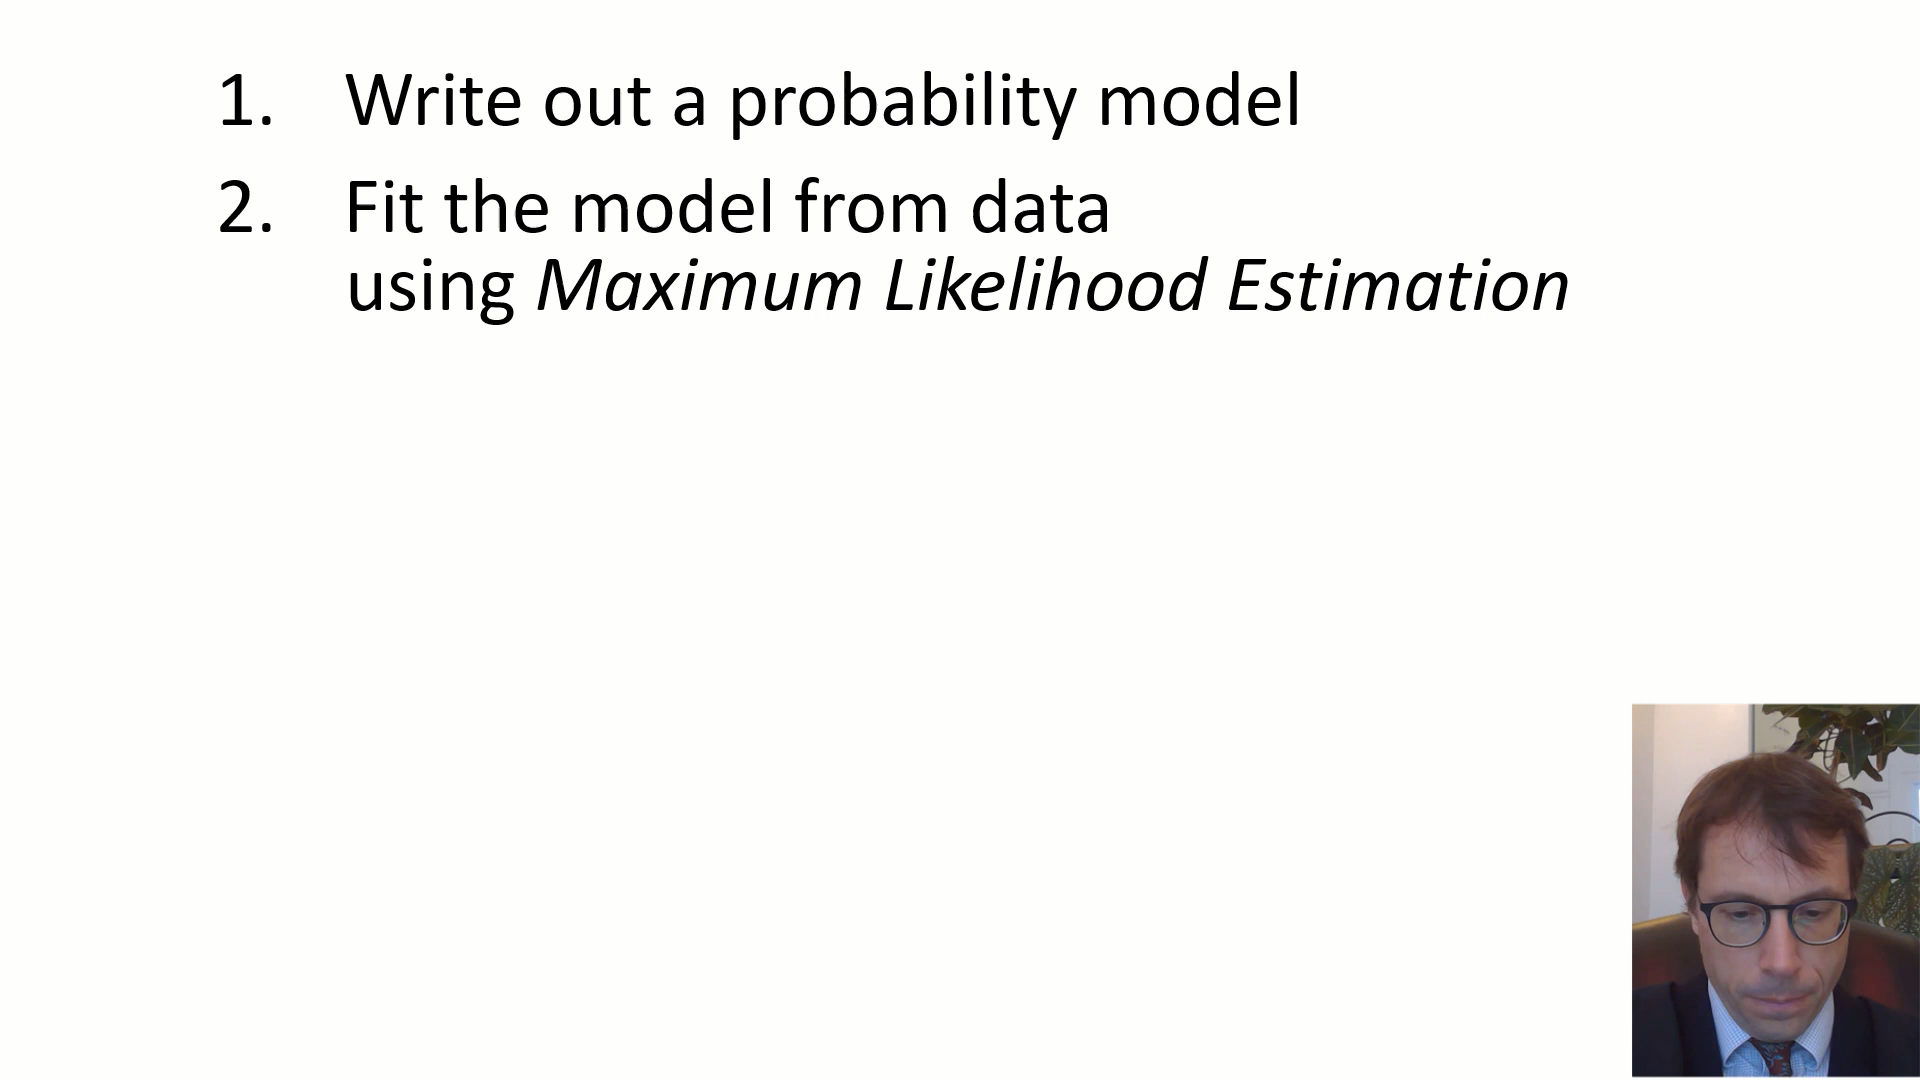 1. Write out a probability model
2. Fit the model from data
using Maximum Likelihood Estimation